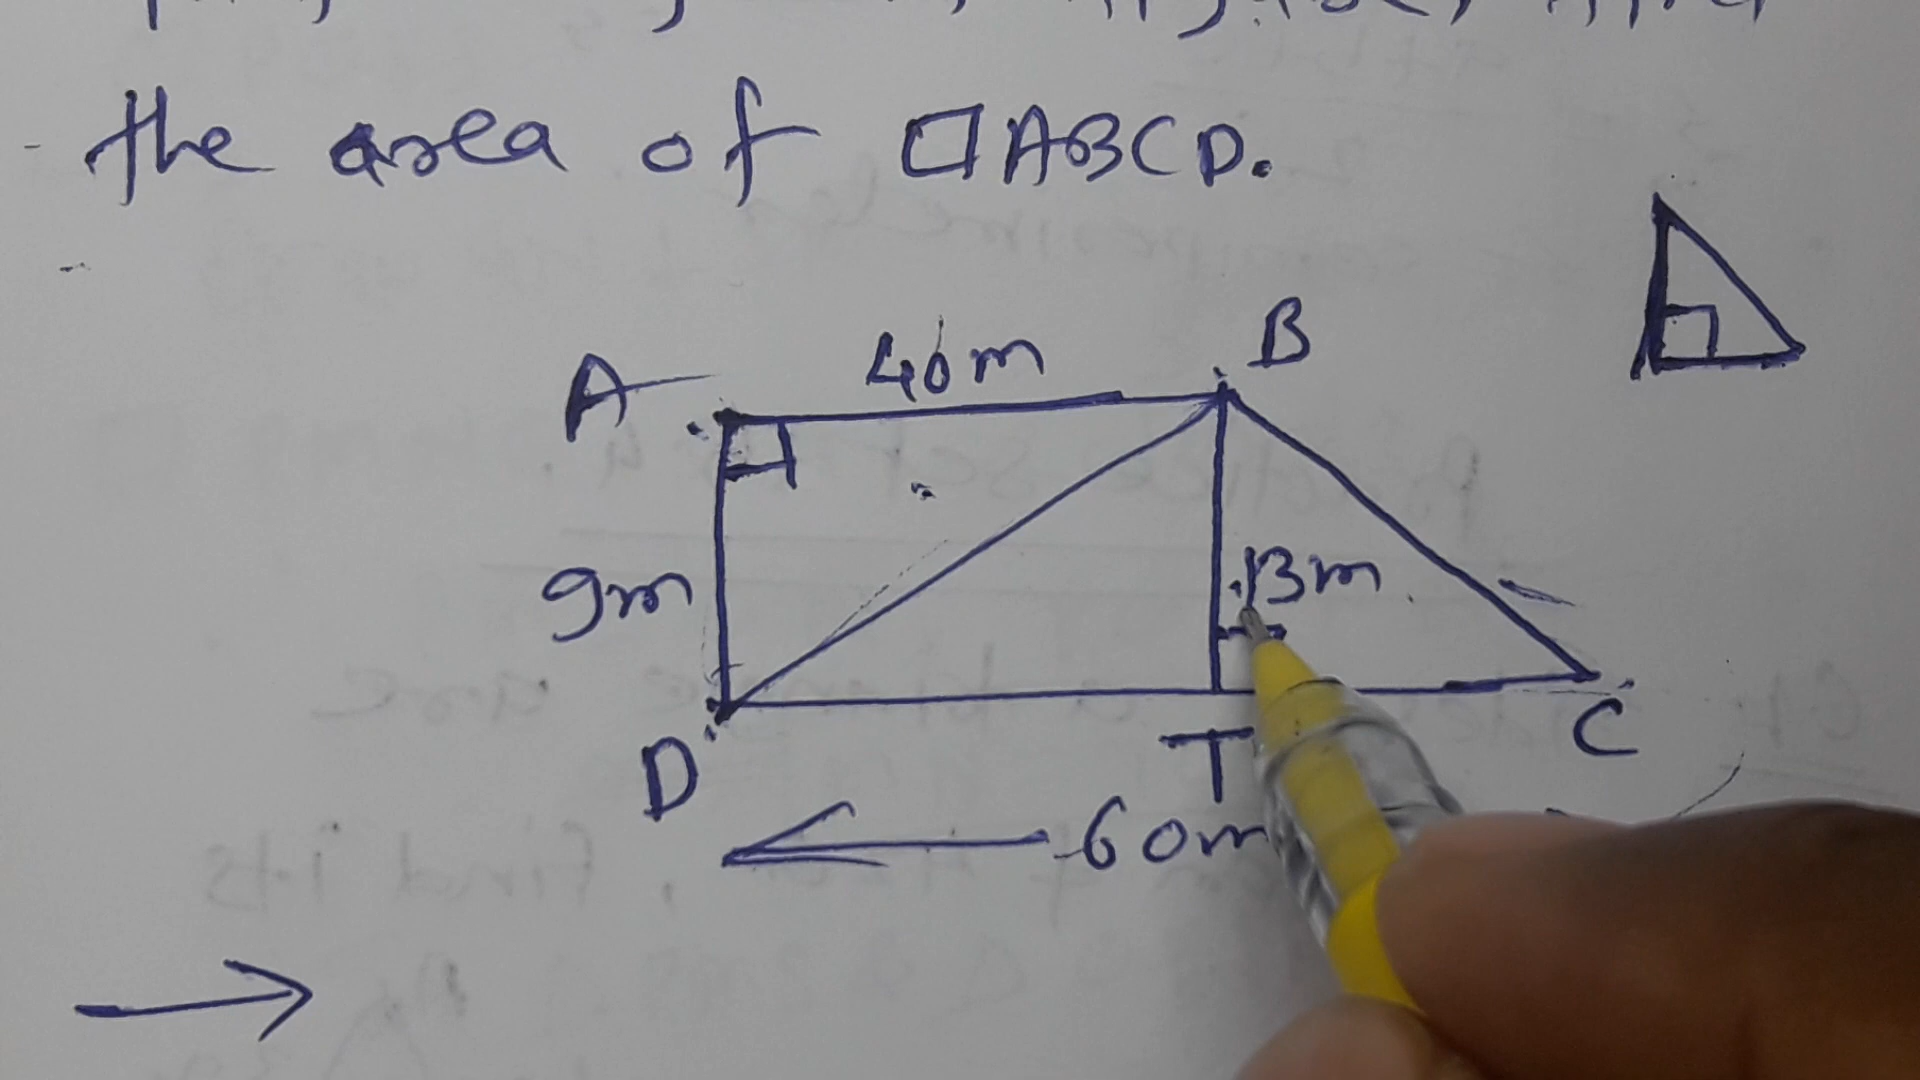 the area of □ABCD.
A 40m B
9m 13m
D T C
60m